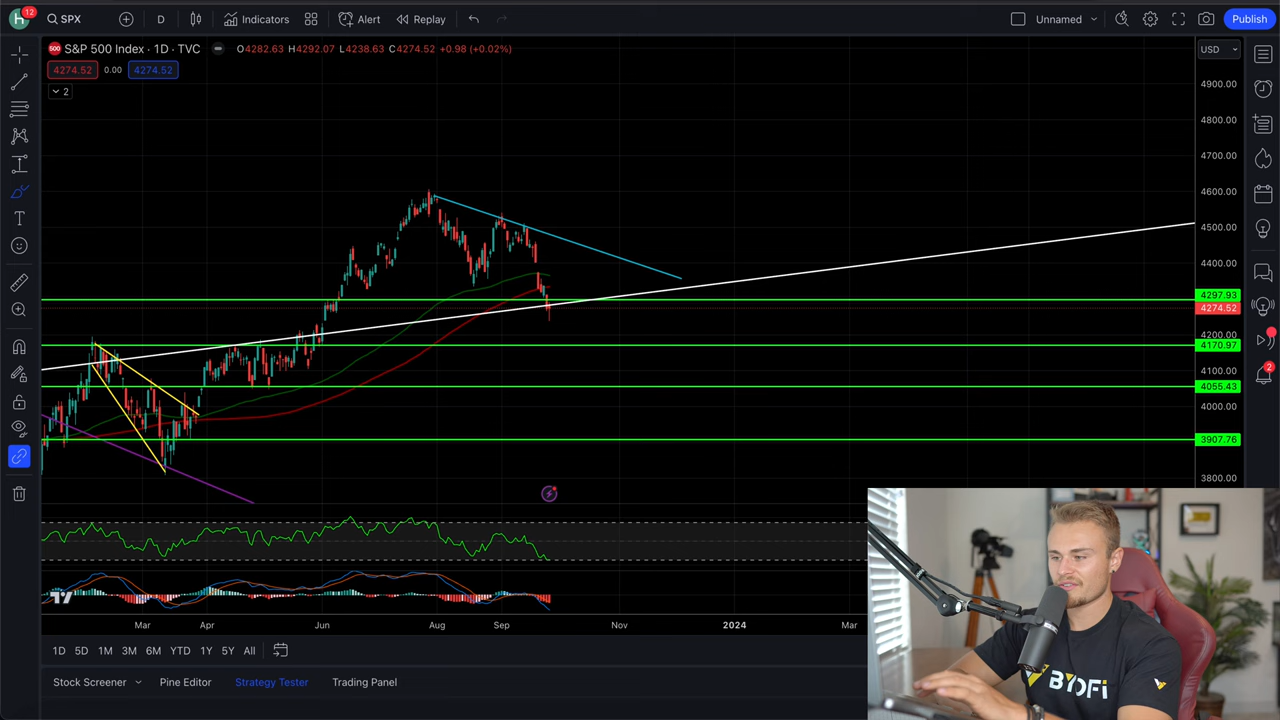 h
12
SPX
D
Indicators
Alert
Replay
Unnamed
Publish
500
S&P 500 Index · 1D · TVC
O4282.63 H4292.07 L4238.63 C4274.52 +0.98 (+0.02%)
4274.52
0.00
4274.52
2
USD
4900.00
4800.00
4700.00
4600.00
4500.00
4400.00
4297.93
4274.52
4200.00
4170.97
4100.00
4055.43
4000.00
3907.76
3800.00
2
Mar
Apr
Jun
Aug
Sep
Nov
2024
Mar
1D
5D
1M
3M
6M
YTD
1Y
5Y
All
Stock Screener
Pine Editor
Strategy Tester
Trading Panel
BYDFi